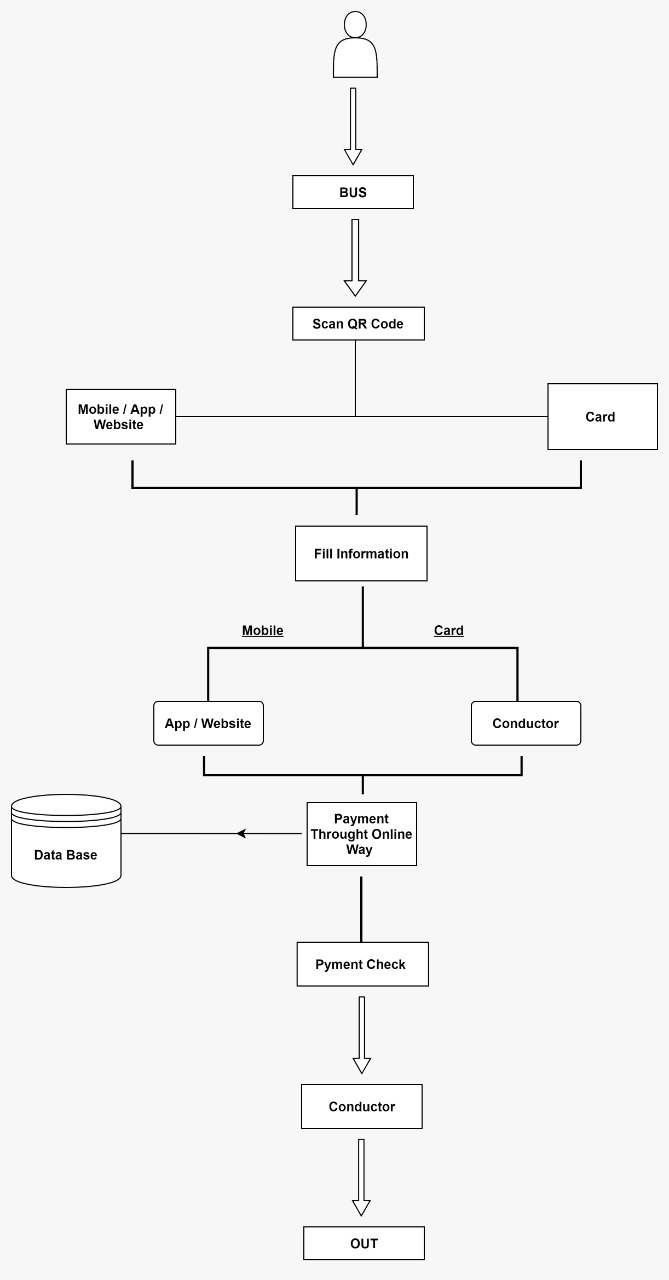 BUS
Scan QR Code
Mobile / App /
Website
Card
Fill Information
Mobile
Card
App / Website
Conductor
Payment
Throught Online
Way
Data Base
Pyment Check
Conductor
OUT